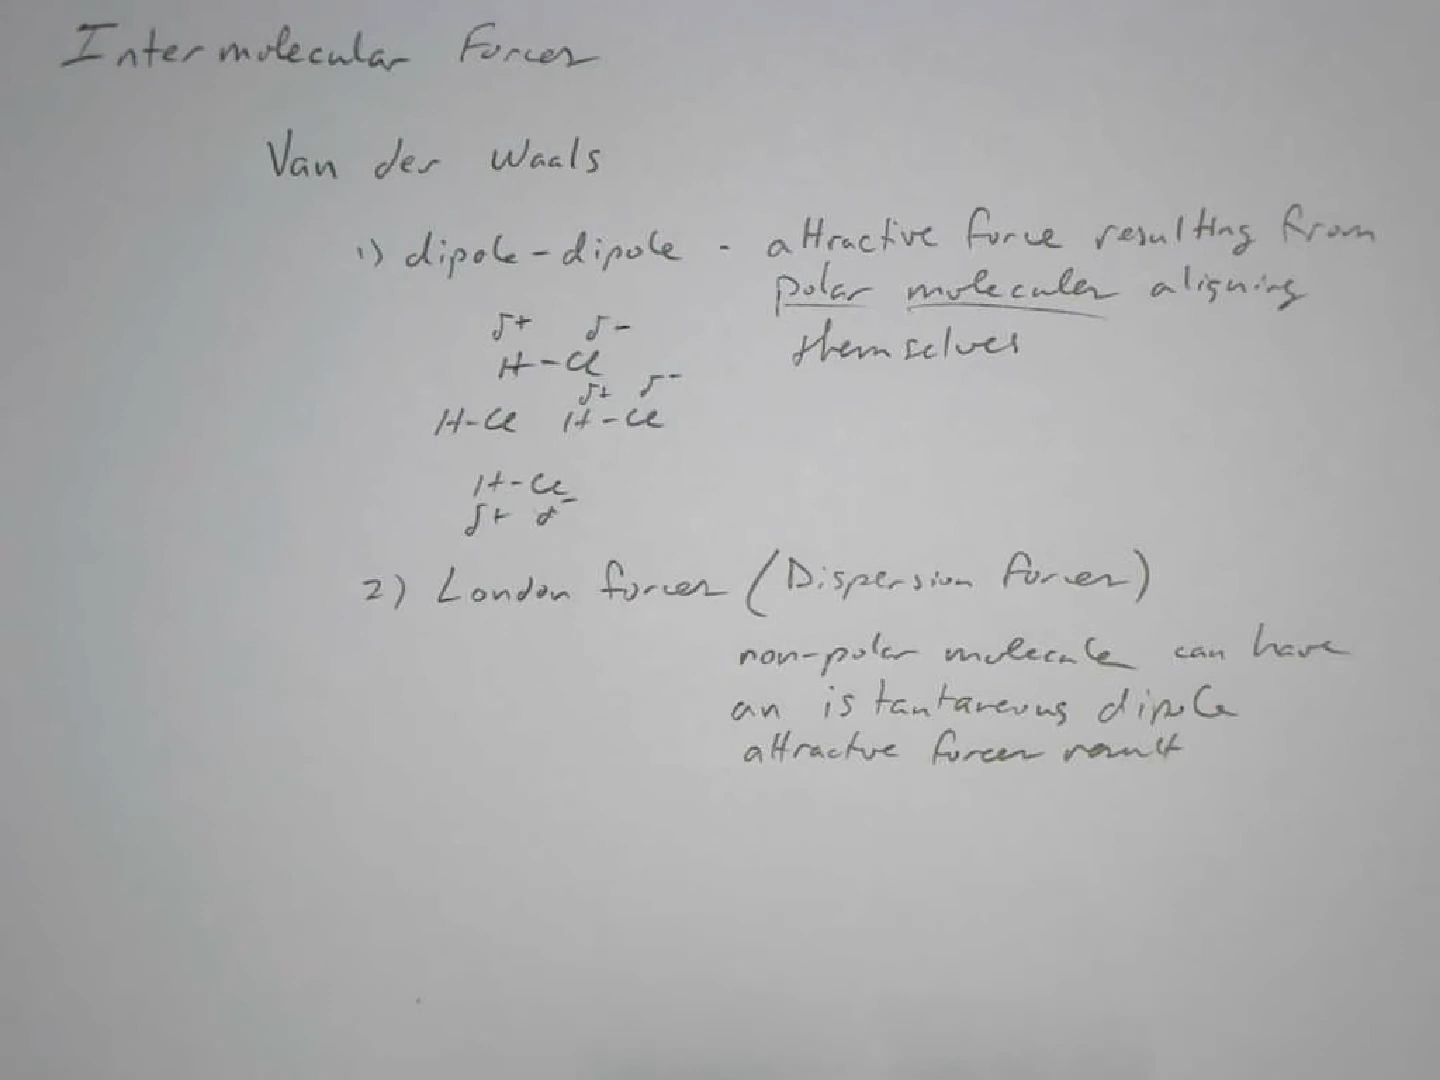 Intermolecular Forces
Van der Waals
1) dipole-dipole - attractive force resulting from
polar molecules aligning
themselves
δ+ δ-
H-Cl
δ+ δ-
H-Cl H-Cl
H-Cl
δ+ δ-
2) London forces (Dispersion forces)
non-polar molecule can have
an istantaneous dipole
attractve forces result